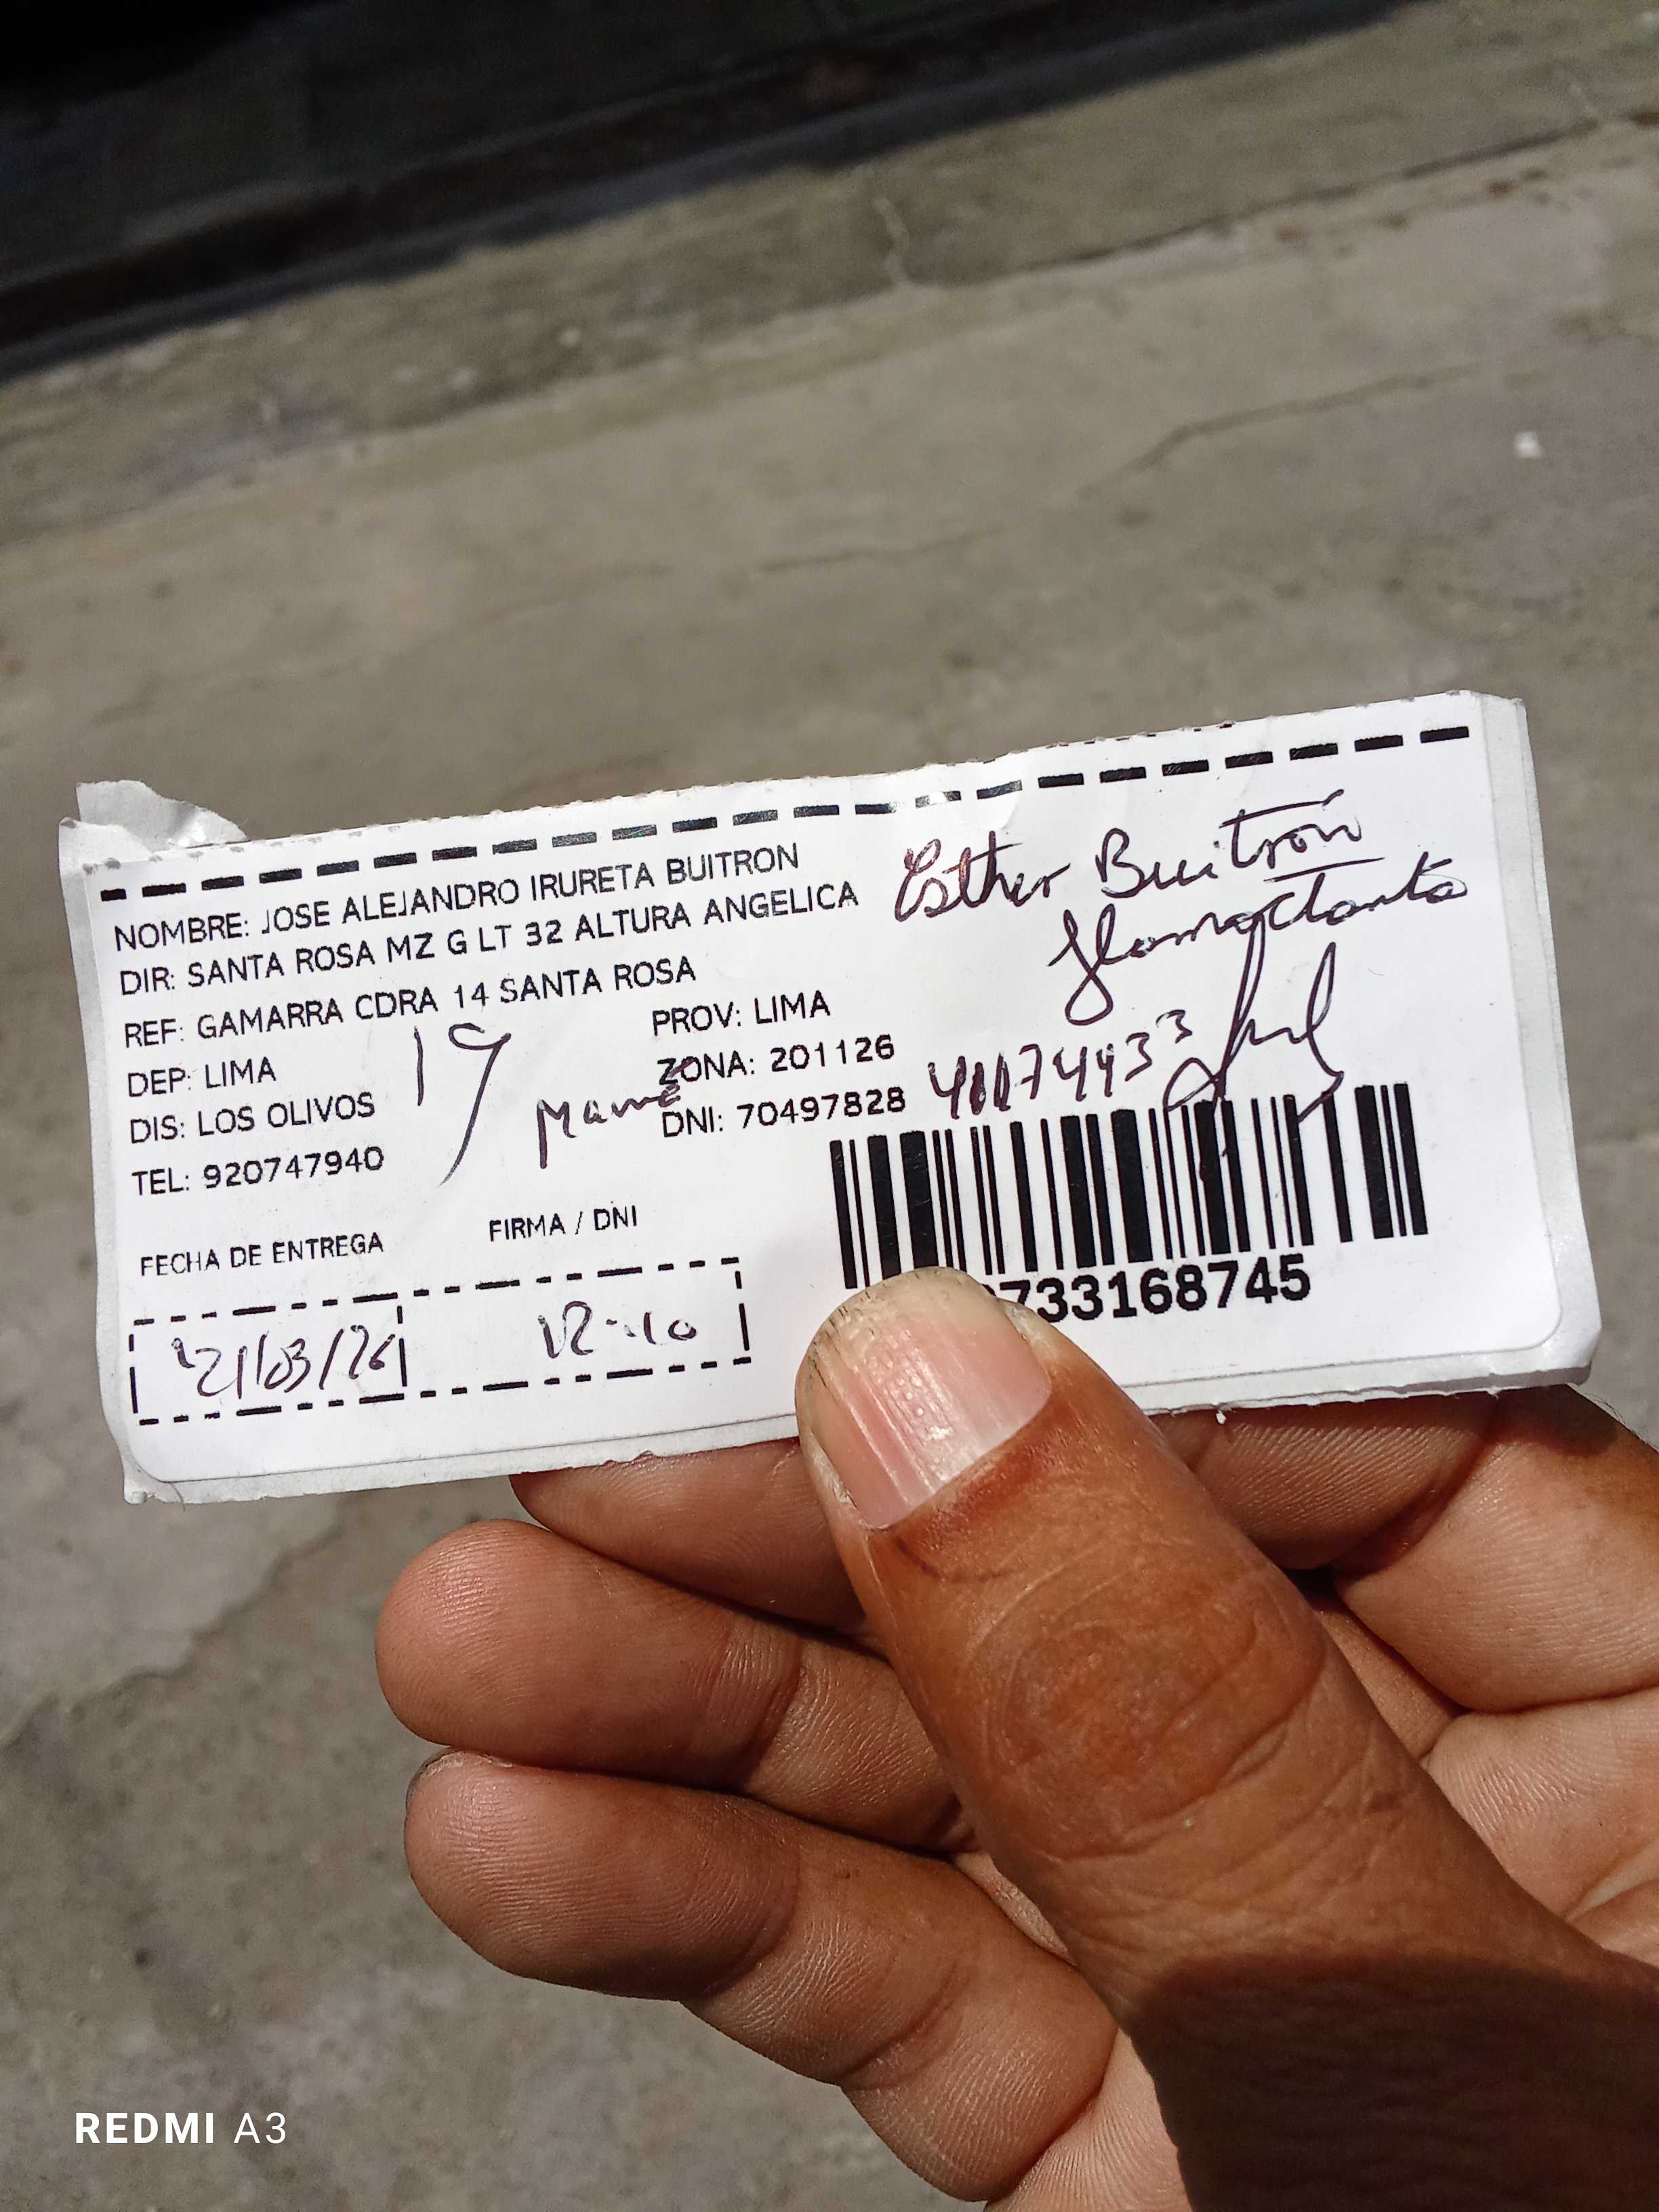 NOMBRE: JOSE ALEJANDRO IRURETA BUITRON
DIR: SANTA ROSA MZ G LT 32 ALTURA ANGELICA
REF: GAMARRA CDRA 14 SANTA ROSA
DEP: LIMA
PROV: LIMA
DIS: LOS OLIVOS
ZONA: 201126
TEL: 920747940
DNI: 70497828
Esther Buitrón
19
FECHA DE ENTREGA
FIRMA / DNI
21/03/26
12:10
733168745
REDMI A3